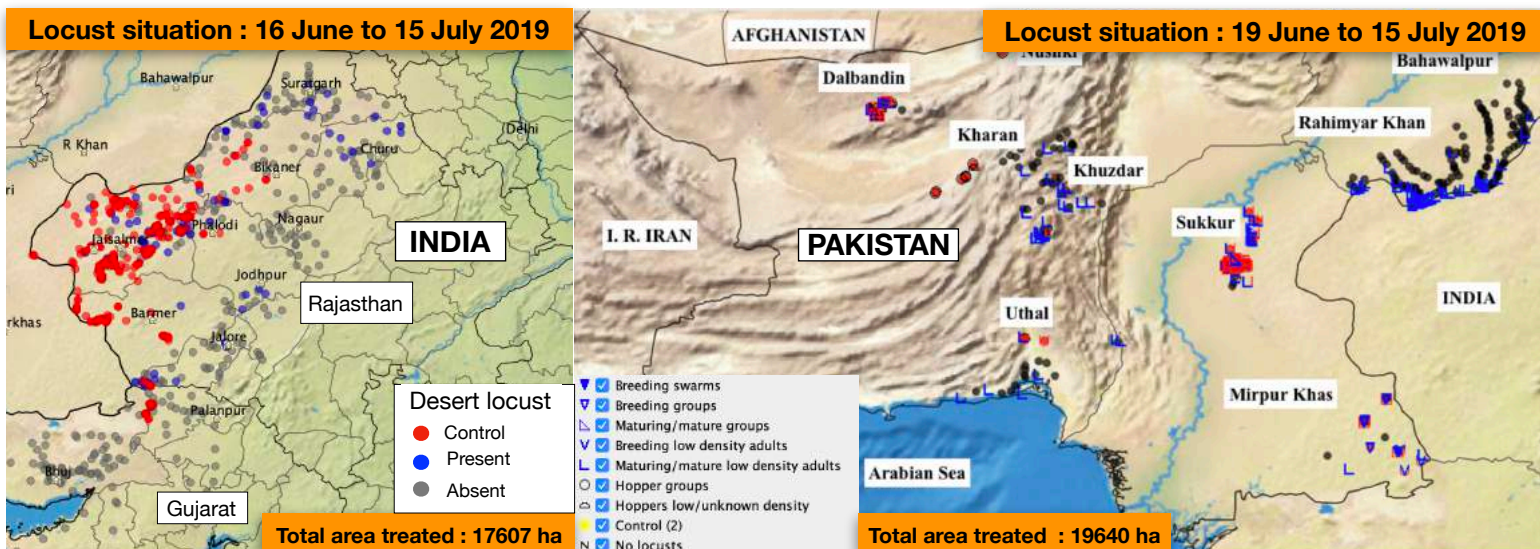 Locust situation : 16 June to 15 July 2019
Bahawalpur
Suratgarh
Delhi
R Khan
Churu
Bikaner
Nagaur
Phalodi
INDIA
Jodhpur
Rajasthan
Barmer
Jalore
Palanpur
Bhuj
Gujarat
Desert locust
Control
Present
Absent
Total area treated : 17607 ha
Locust situation : 19 June to 15 July 2019
AFGHANISTAN
Nushki
Dalbandin
Bahawalpur
Rahimyar Khan
Kharan
Khuzdar
I. R. IRAN
PAKISTAN
Sukkur
INDIA
Uthal
Mirpur Khas
Arabian Sea
Breeding swarms
Breeding groups
Maturing/mature groups
Breeding low density adults
Maturing/mature low density adults
Hopper groups
Hoppers low/unknown density
Control (2)
No locusts
Total area treated : 19640 ha